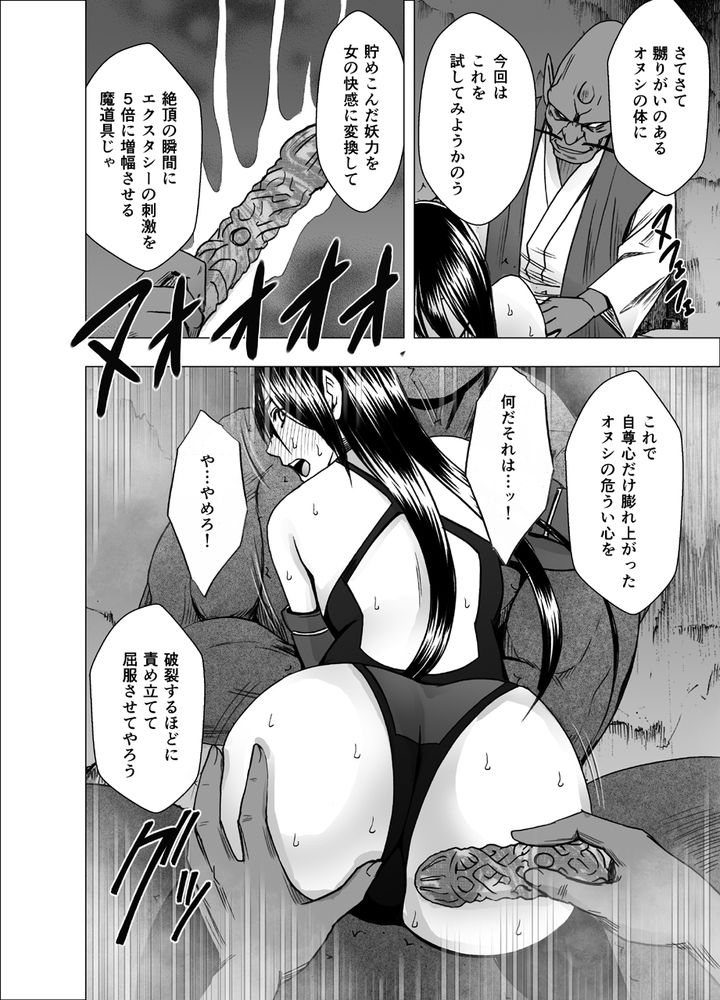 さてさて
嬲りがいのある
オヌシの体に
今回は
これを
試してみようかのう
ヌチュヌチュ
貯めこんだ妖力を
女の快感に変換して
絶頂の瞬間に
エクスタシーの刺激を
5倍に増幅させる
魔道具じゃ
ヌオオオオ
これで
自尊心だけ膨れ上がった
オヌシの危うい心を
何だそれは…ッ!
や…やめろ!
破裂するほどに
責め立てて
屈服させてやろう
グッ